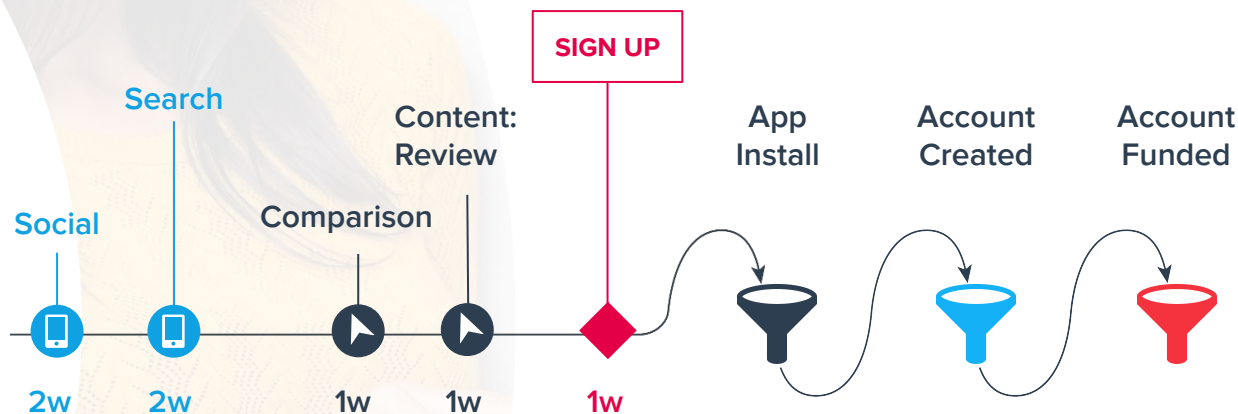 SIGN UP
Search
Content:
Review
App
Install
Account
Created
Account
Funded
Social
Comparison
2w
2w
1w
1w
1w